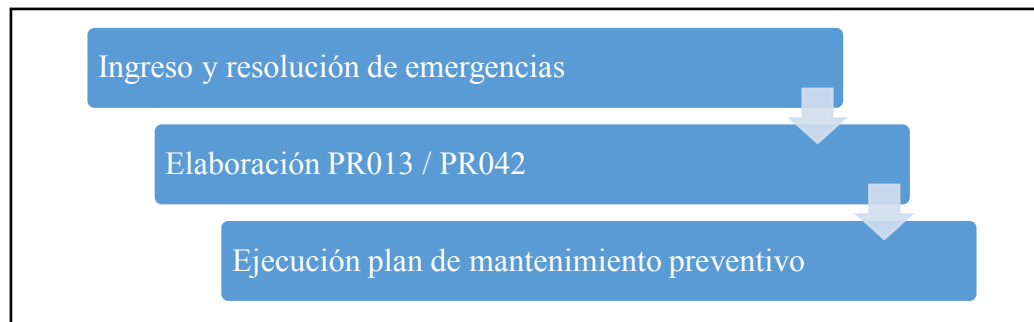 Ingreso y resolución de emergencias
Elaboración PR013 / PR042
Ejecución plan de mantenimiento preventivo